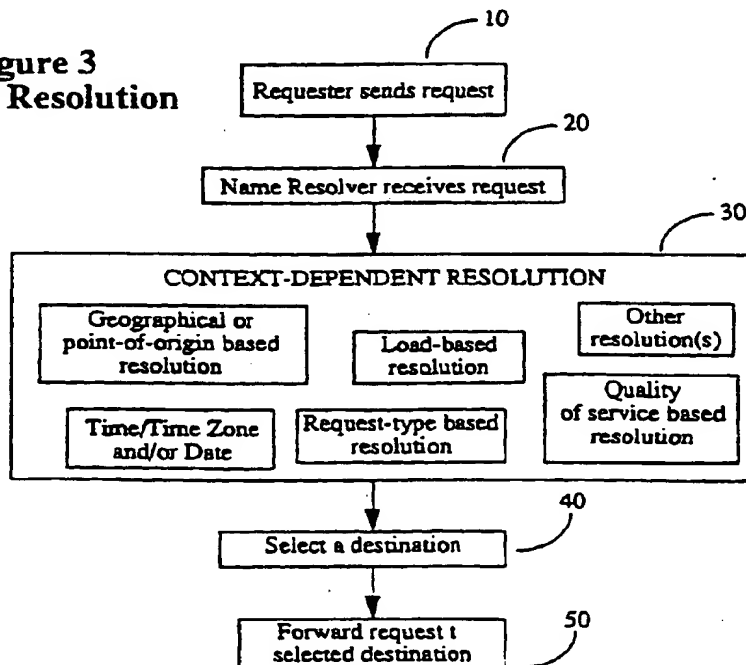 gure 3
Resolution
10
Requester sends request
20
Name Resolver receives request
30
CONTEXT-DEPENDENT RESOLUTION
Geographical or
point-of-origin based
resolution
Load-based
resolution
Other
resolution(s)
Time/Time Zone
and/or Date
Request-type based
resolution
Quality
of service based
resolution
40
Select a destination
50
Forward request t
selected destination